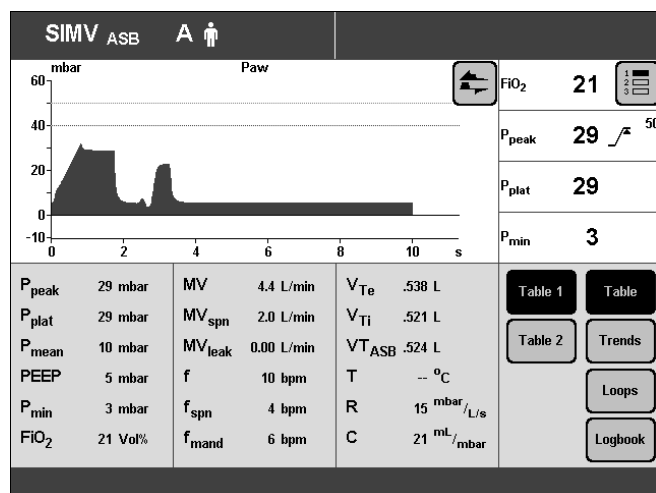 SIMV ASB A
mbar Paw
60
40
20
0
-10
0 2 4 6 8 10 s
FiO2 21 1 2 3
Ppeak 29 50
Pplat 29
Pmin 3
Ppeak 29 mbar MV 4.4 L/min VTe .538 L
Pplat 29 mbar MVspn 2.0 L/min VTi .521 L
Pmean 10 mbar MVleak 0.00 L/min VTASB .524 L
PEEP 5 mbar f 10 bpm T -- °C
Pmin 3 mbar fspn 4 bpm R 15 mbar/L/s
FiO2 21 Vol% fmand 6 bpm C 21 mL/mbar
Table 1 Table
Table 2 Trends
Loops
Logbook